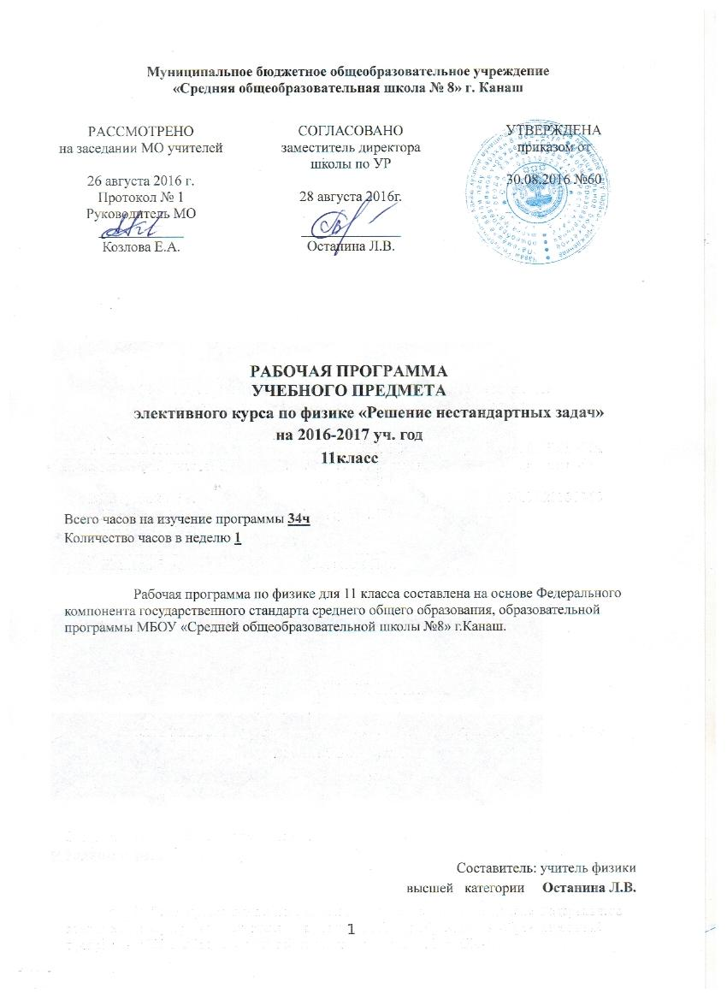 Муниципальное бюджетное общеобразовательное учреждение
«Средняя общеобразовательная школа № 8» г. Канаш
РАССМОТРЕНО
на заседании МО учителей
26 августа 2016 г.
Протокол № 1
Руководитель МО
Козлова Е.А.
СОГЛАСОВАНО
заместитель директора
школы по УР
28 августа 2016г.
Останина Л.В.
УТВЕРЖДЕНА
приказом от
30.08.2016 №60
РАБОЧАЯ ПРОГРАММА
УЧЕБНОГО ПРЕДМЕТА
элективного курса по физике «Решение нестандартных задач»
на 2016-2017 уч. год
11класс
Всего часов на изучение программы 34ч
Количество часов в неделю 1
Рабочая программа по физике для 11 класса составлена на основе Федерального
компонента государственного стандарта среднего общего образования, образовательной
программы МБОУ «Средней общеобразовательной школы №8» г.Канаш.
Составитель: учитель физики
высшей категории Останина Л.В.
1